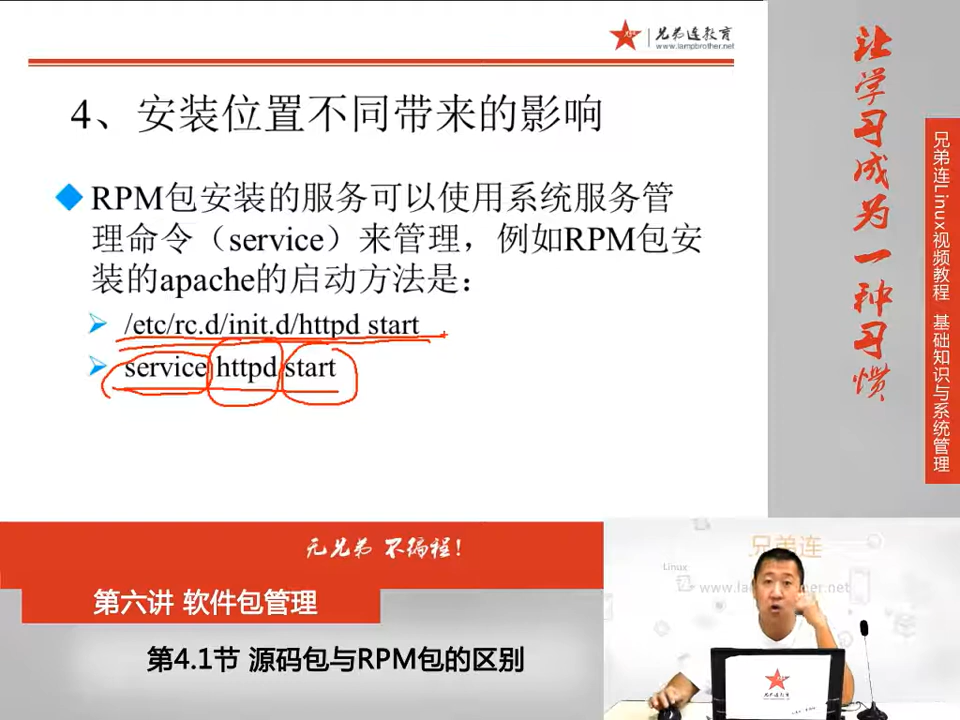 兄弟连教育
www.lampbrother.net
4、安装位置不同带来的影响
RPM包安装的服务可以使用系统服务管
理命令（service）来管理，例如RPM包安
装的apache的启动方法是：
/etc/rc.d/init.d/httpd start
service httpd start
让学习成为一种习惯
兄弟连Linux视频教程 基础知识与系统管理
无兄弟 不编程！
第六讲 软件包管理
第4.1节 源码包与RPM包的区别
兄弟连
Linux